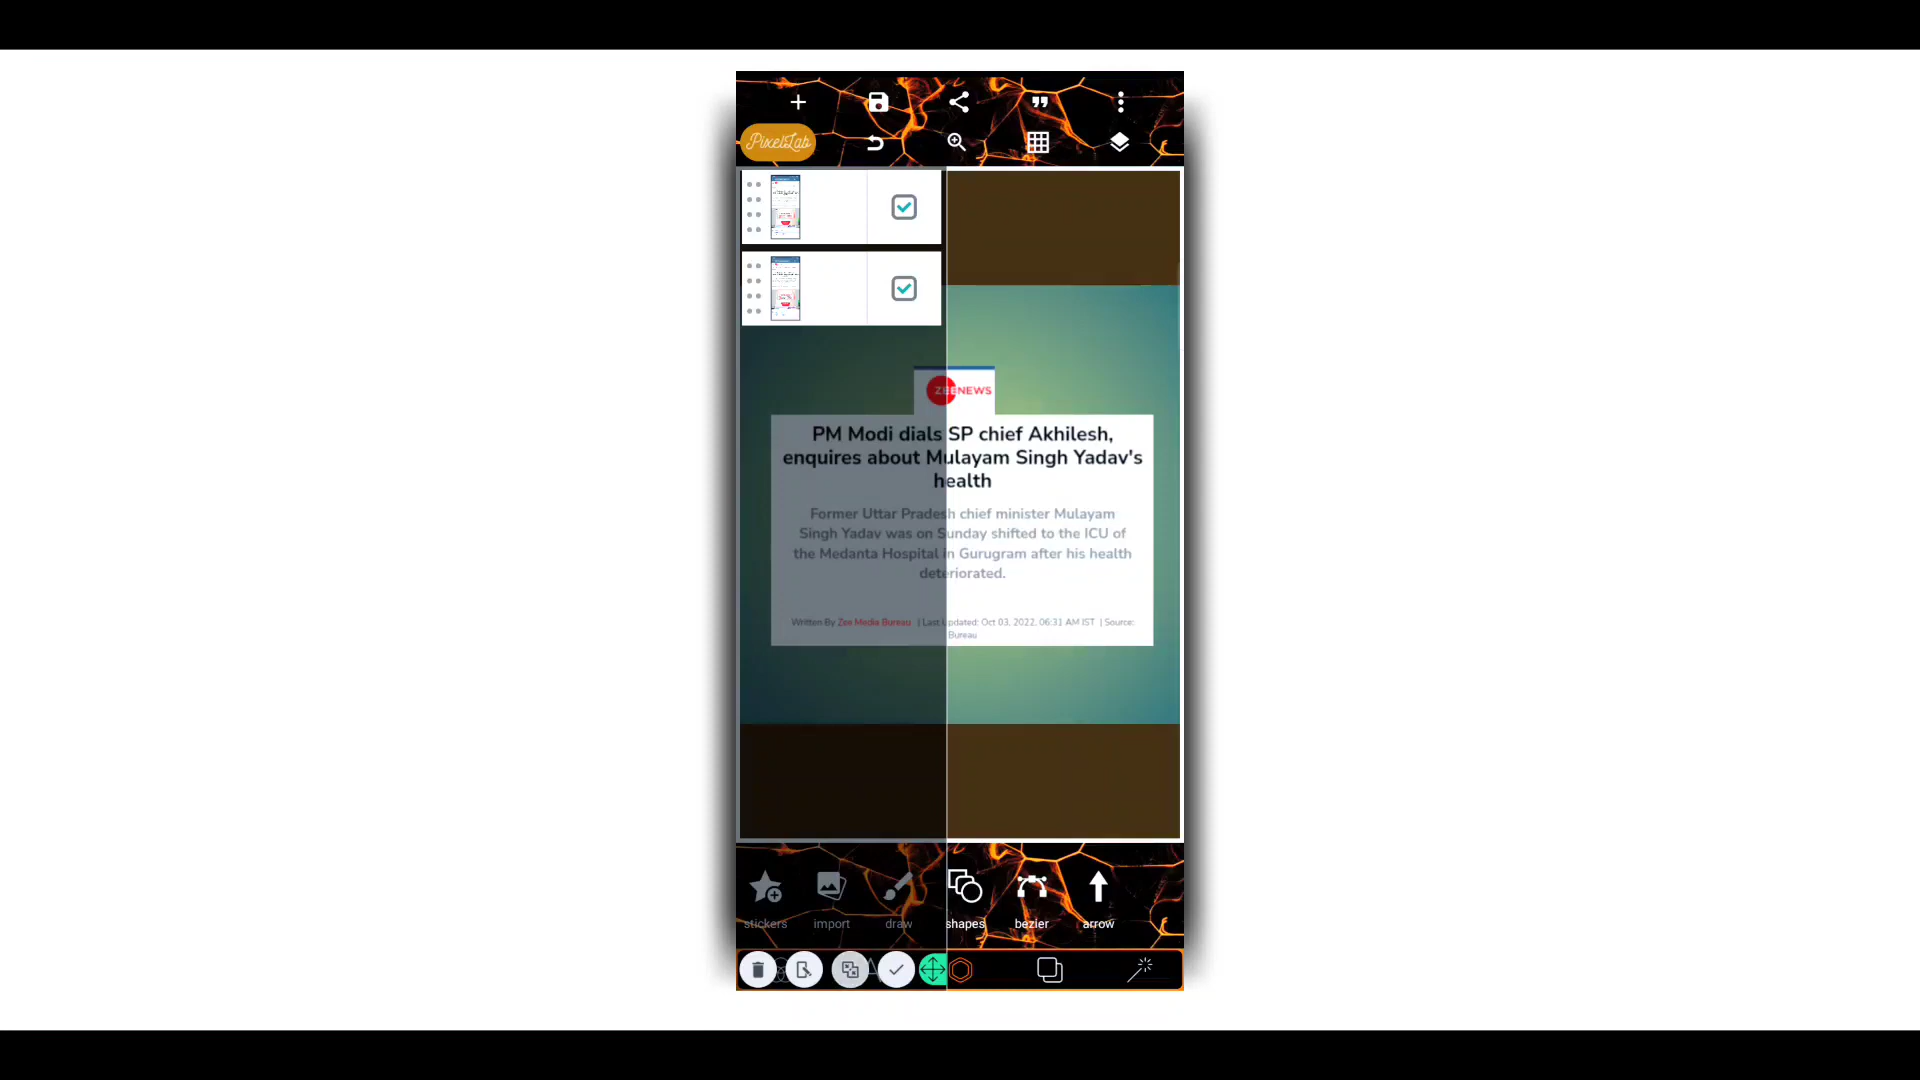 PixelLab
ZEENEWS
PM Modi dials SP chief Akhilesh,
enquires about Mulayam Singh Yadav's
health
Former Uttar Pradesh chief minister Mulayam
Singh Yadav was on Sunday shifted to the ICU of
the Medanta Hospital in Gurugram after his health
deteriorated.
Written By Zee Media Bureau | Last Updated: Oct 03, 2022, 06:31 AM IST | Source:
Bureau
stickers import draw shapes bezier arrow